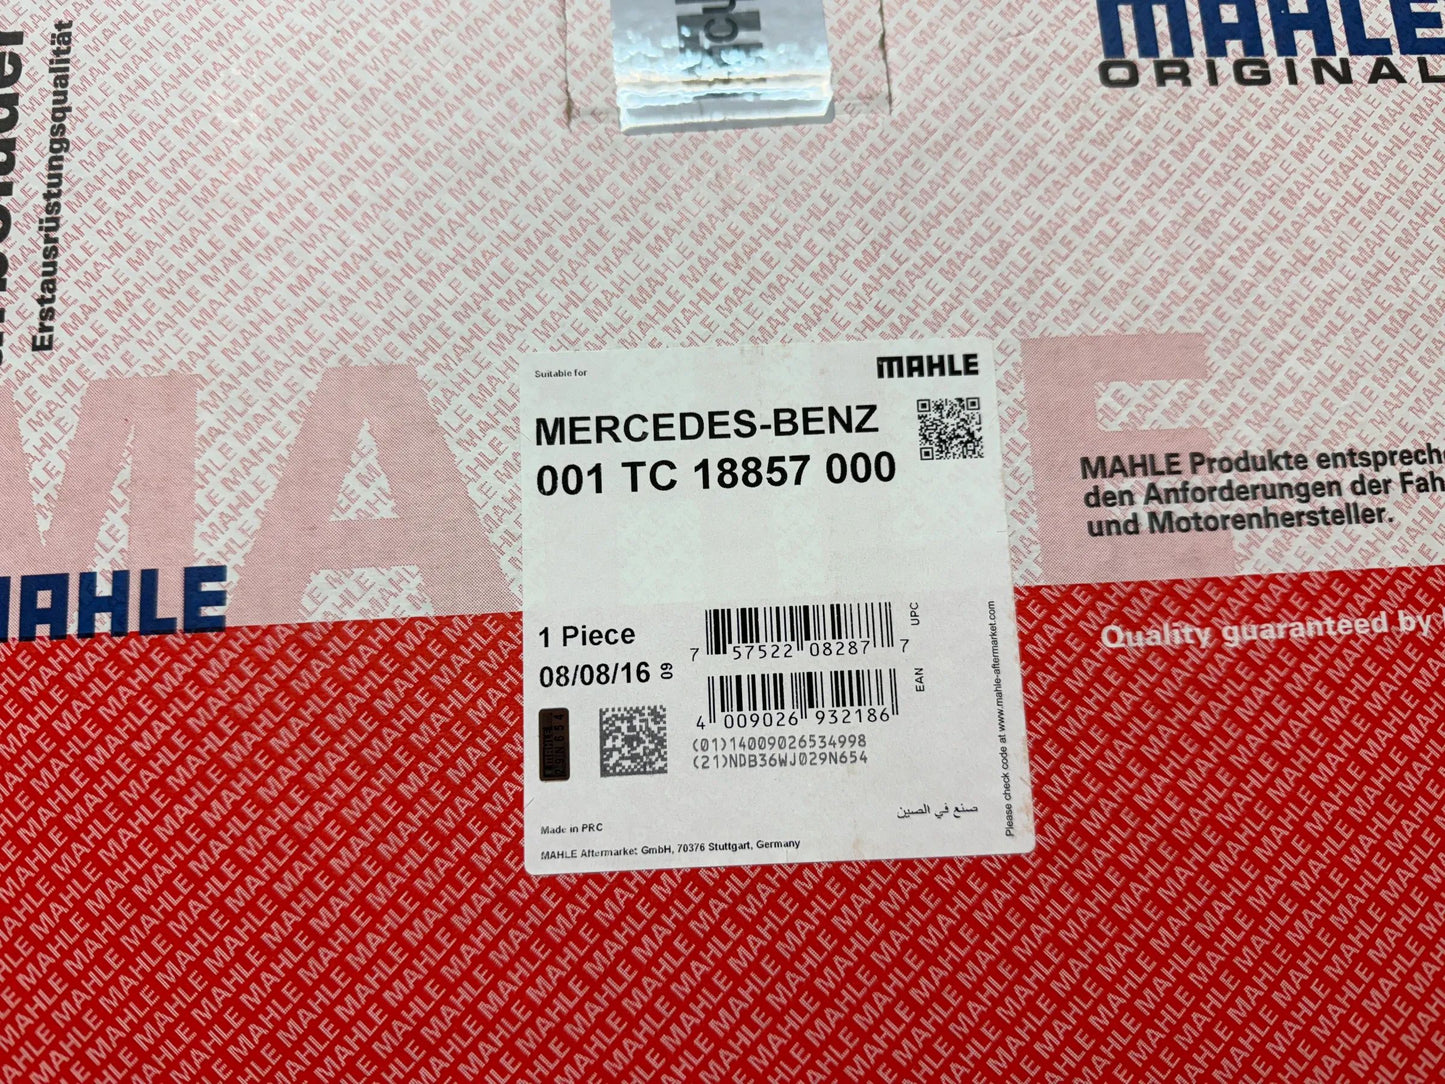 MAHLE
ORIGINAL
Erstausrüstungsqualität
Suitable for
MAHLE
MERCEDES-BENZ
001 TC 18857 000
MAHLE Produkte entspreche
den Anforderungen der Fah
und Motorenhersteller.
MAHLE
Quality guaranteed by
1 Piece
08/08/16 09
7 57522 08287 7
UPC
4 009026 932186
EAN
(01)14009026534998
(21)NDB36WJ029N654
Please check code at www.mahle-aftermarket.com
صنع في الصين
Made in PRC
MAHLE Aftermarket GmbH, 70376 Stuttgart, Germany